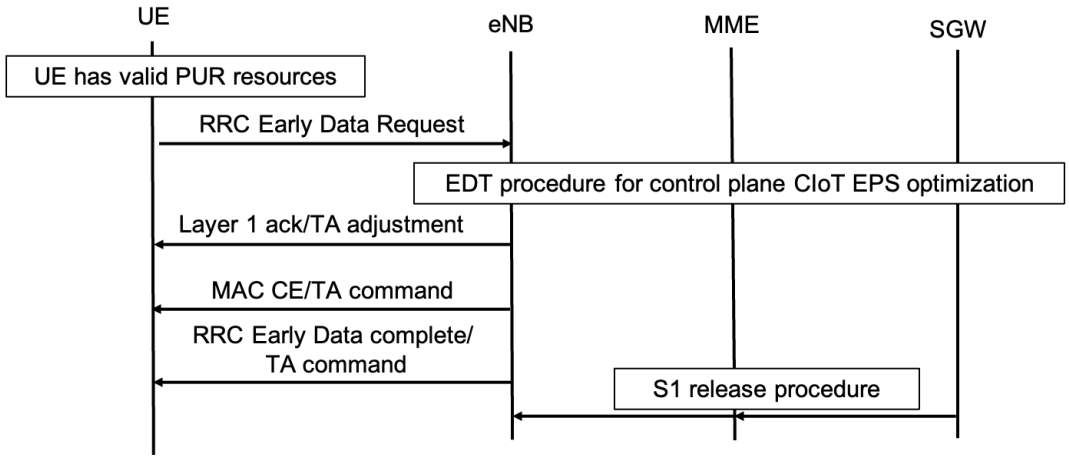 UE
eNB
MME
SGW
UE has valid PUR resources
RRC Early Data Request
EDT procedure for control plane CIoT EPS optimization
Layer 1 ack/TA adjustment
MAC CE/TA command
RRC Early Data complete/
TA command
S1 release procedure